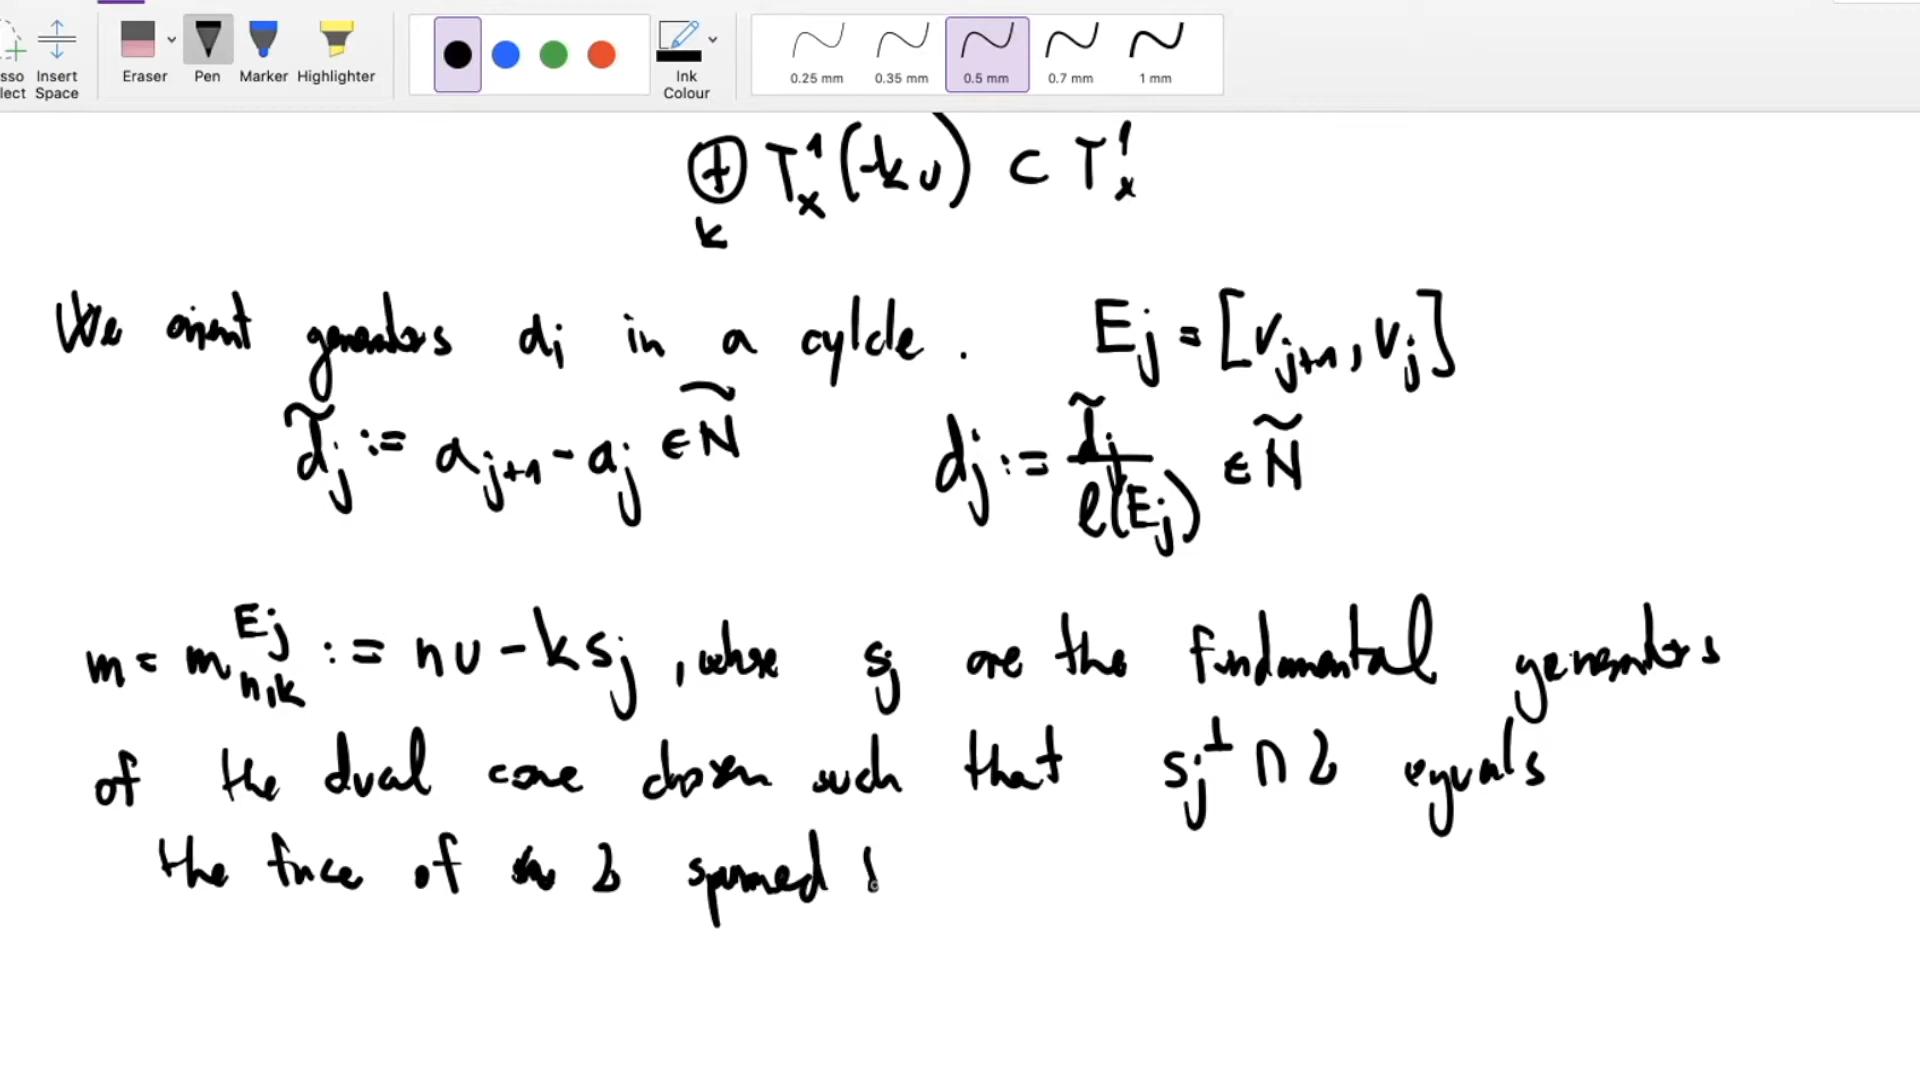 sso Insert Eraser Pen Marker Highlighter Ink 0.25 mm 0.35 mm 0.5 mm 0.7 mm 1 mm
lect Space Colour
⊕ T¹ₓ(-kυ) ⊂ T¹ₓ
k
We orient generators dj in a cylcle. Ej = [vj+1, vj]
d̃j := aj+1 - aj ∈ Ñ dj := d̃j / ℓ(Ej) ∈ Ñ
m = m^{Ej}_{n,k} := nυ - ksj, whose sj are the fundamental generators
of the dual cone chosen such that sj^⊥ ∩ σ equals
the face of σ spanned